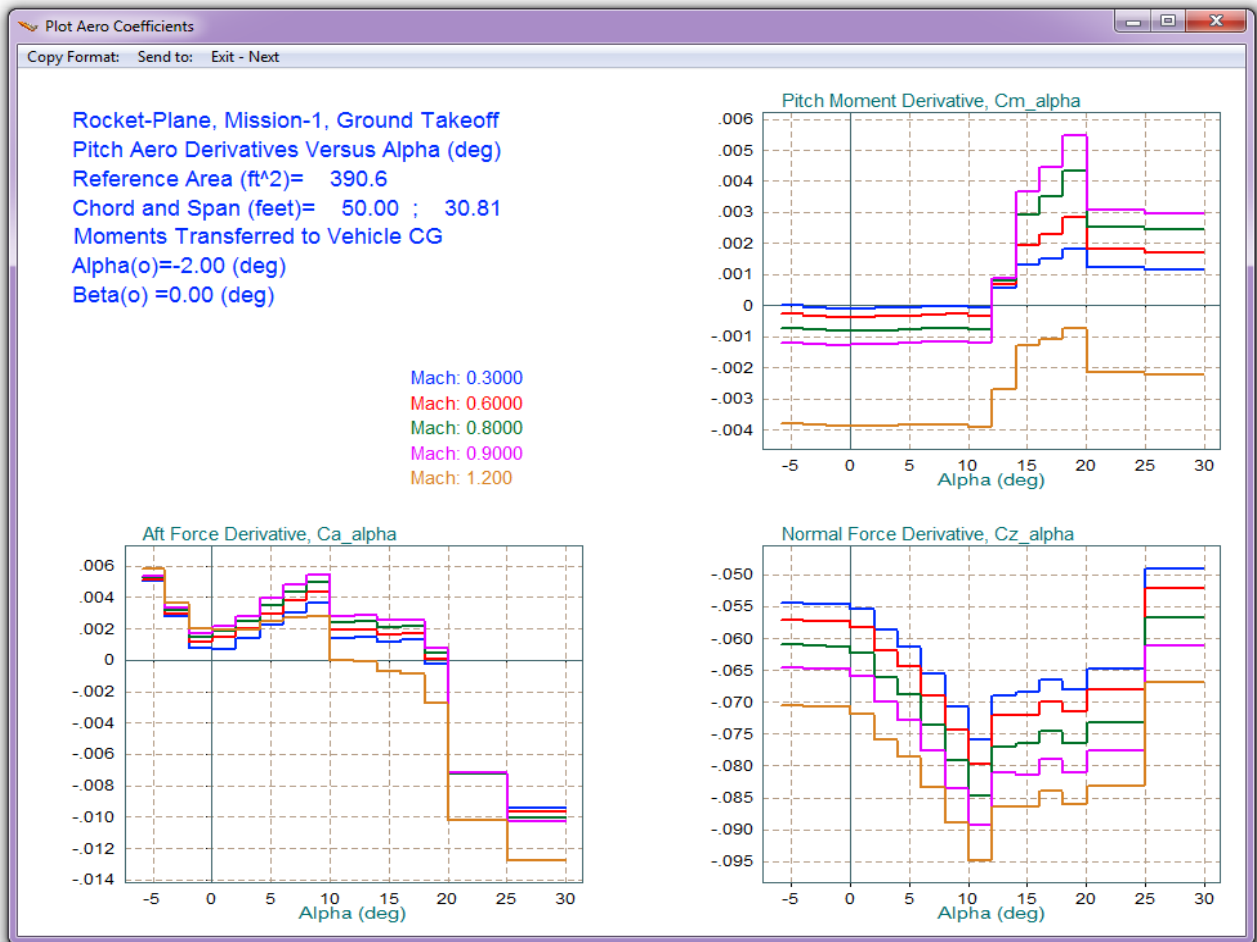 Plot Aero Coefficients
Copy Format: Send to: Exit - Next
Rocket-Plane, Mission-1, Ground Takeoff
Pitch Aero Derivatives Versus Alpha (deg)
Reference Area (ft^2)= 390.6
Chord and Span (feet)= 50.00 ; 30.81
Moments Transferred to Vehicle CG
Alpha(o)=-2.00 (deg)
Beta(o) =0.00 (deg)
Mach: 0.3000
Mach: 0.6000
Mach: 0.8000
Mach: 0.9000
Mach: 1.200
Pitch Moment Derivative, Cm_alpha
.006
.005
.004
.003
.002
.001
0
-.001
-.002
-.003
-.004
-5 0 5 10 15 20 25 30
Alpha (deg)
Aft Force Derivative, Ca_alpha
.006
.004
.002
0
-.002
-.004
-.006
-.008
-.010
-.012
-.014
-5 0 5 10 15 20 25 30
Alpha (deg)
Normal Force Derivative, Cz_alpha
-.050
-.055
-.060
-.065
-.070
-.075
-.080
-.085
-.090
-.095
-5 0 5 10 15 20 25 30
Alpha (deg)